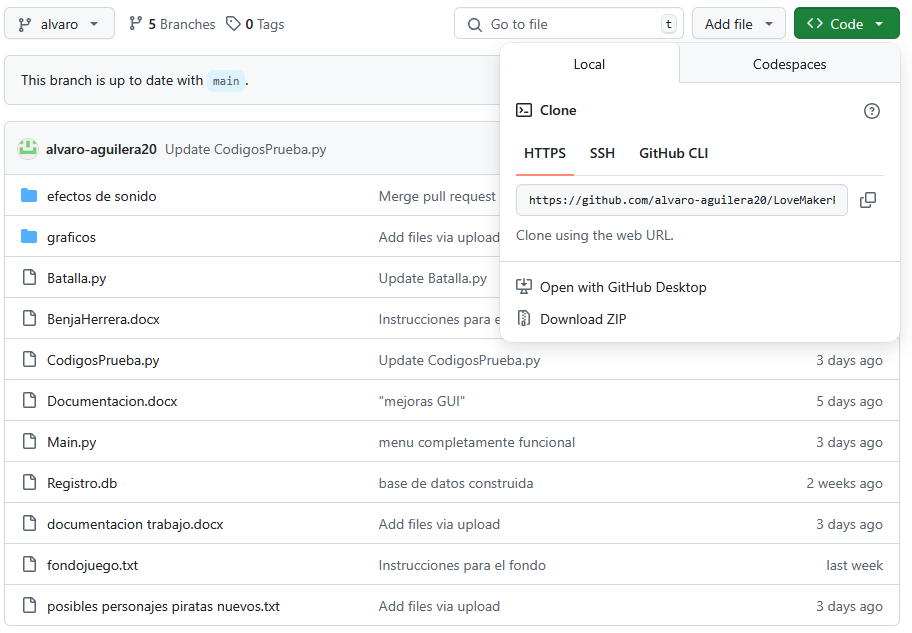 alvaro 5 Branches 0 Tags Go to file t Add file Code
Local Codespaces
This branch is up to date with main .
Clone
HTTPS SSH GitHub CLI
alvaro-aguilera20 Update CodigosPrueba.py
efectos de sonido Merge pull request
https://github.com/alvaro-aguilera20/LoveMaker
Clone using the web URL.
graficos Add files via upload
Batalla.py Update Batalla.py
Open with GitHub Desktop
BenjaHerrera.docx Instrucciones para e
Download ZIP
CodigosPrueba.py Update CodigosPrueba.py 3 days ago
Documentacion.docx "mejoras GUI" 5 days ago
Main.py menu completamente funcional 3 days ago
Registro.db base de datos construida 2 weeks ago
documentacion trabajo.docx Add files via upload 3 days ago
fondojuego.txt Instrucciones para el fondo last week
posibles personajes piratas nuevos.txt Add files via upload 3 days ago